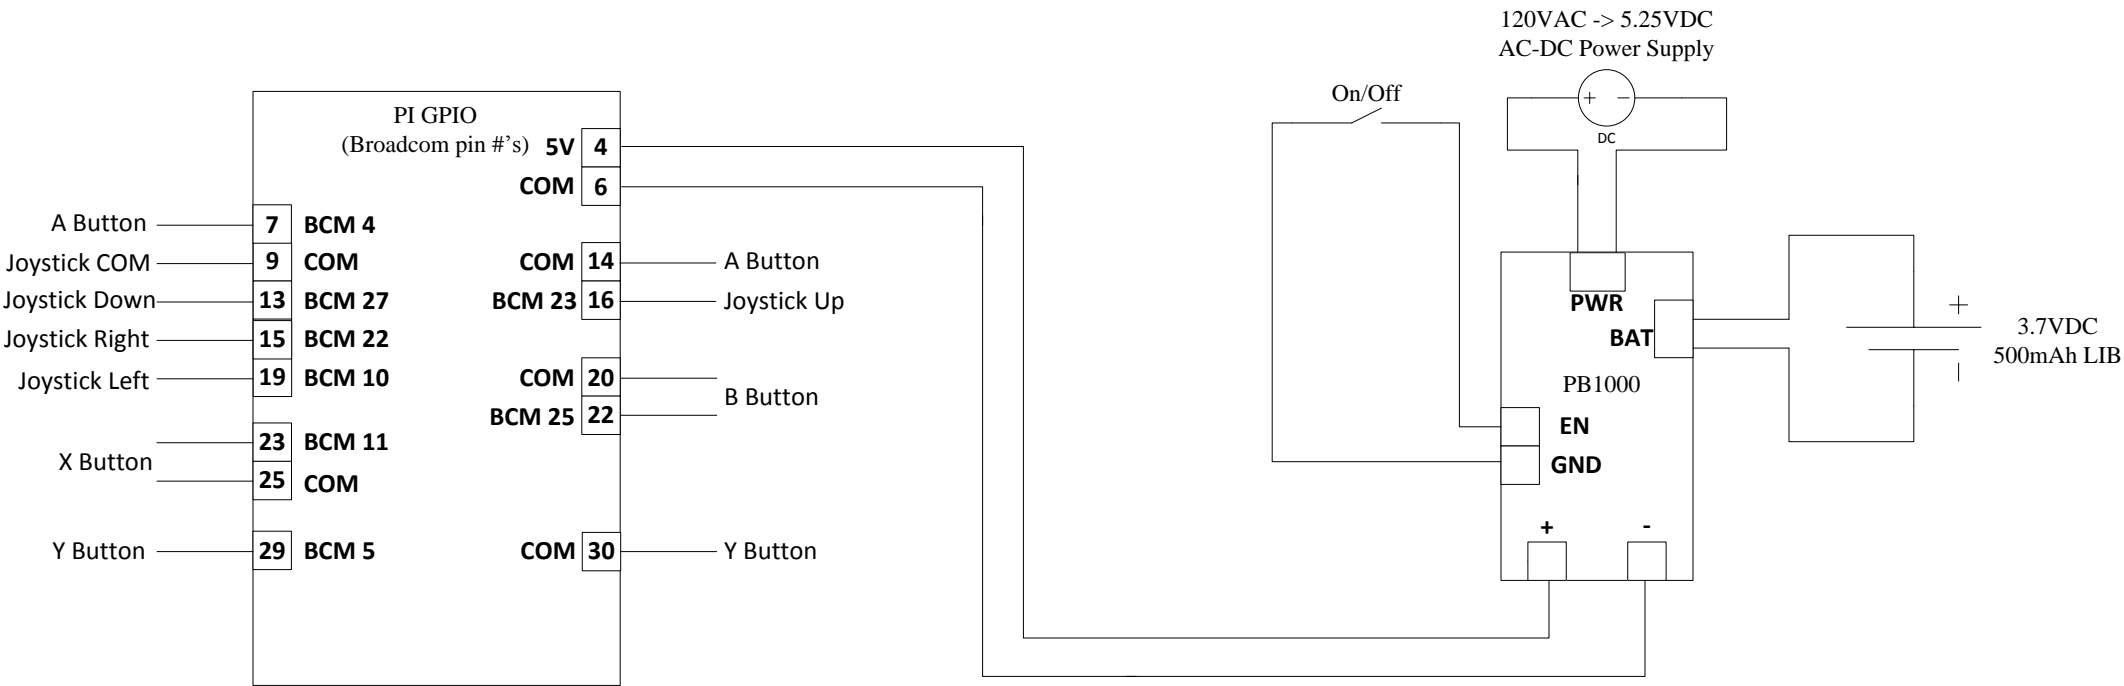 120VAC -> 5.25VDC
AC-DC Power Supply
+ -
DC
On/Off
PI GPIO
(Broadcom pin #'s)
5V 4
COM 6
A Button 7 BCM 4
Joystick COM 9 COM
COM 14 A Button
Joystick Down 13 BCM 27
BCM 23 16 Joystick Up
Joystick Right 15 BCM 22
Joystick Left 19 BCM 10
COM 20
BCM 25 22
B Button
23 BCM 11
25 COM
X Button
Y Button 29 BCM 5
COM 30 Y Button
PWR
BAT
PB1000
EN
GND
+ -
+
3.7VDC
500mAh LIB
-